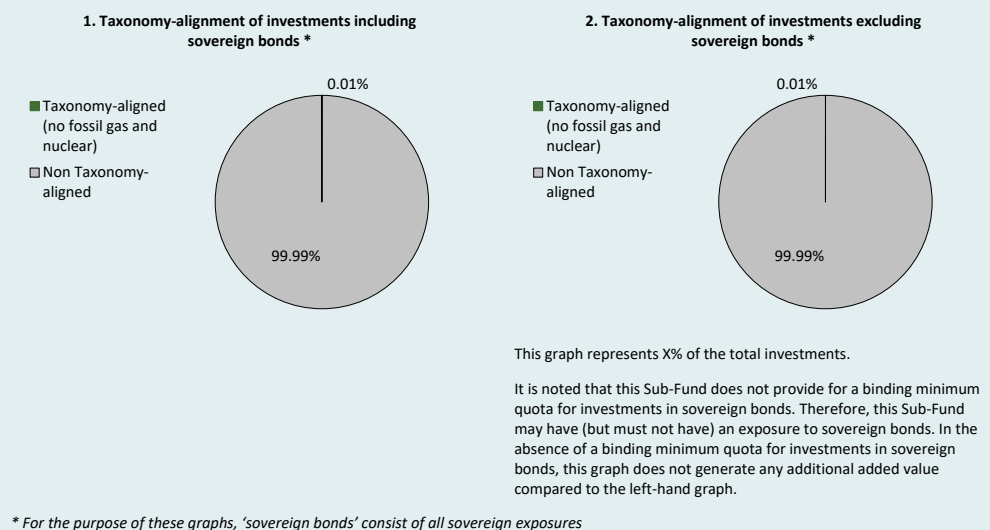 1. Taxonomy-alignment of investments including
sovereign bonds *
0.01%
Taxonomy-aligned
(no fossil gas and
nuclear)
Non Taxonomy-
aligned
99.99%
2. Taxonomy-alignment of investments excluding
sovereign bonds *
0.01%
Taxonomy-aligned
(no fossil gas and
nuclear)
Non Taxonomy-
aligned
99.99%
This graph represents X% of the total investments.
It is noted that this Sub-Fund does not provide for a binding minimum
quota for investments in sovereign bonds. Therefore, this Sub-Fund
may have (but must not have) an exposure to sovereign bonds. In the
absence of a binding minimum quota for investments in sovereign
bonds, this graph does not generate any additional added value
compared to the left-hand graph.
* For the purpose of these graphs, ‘sovereign bonds’ consist of all sovereign exposures